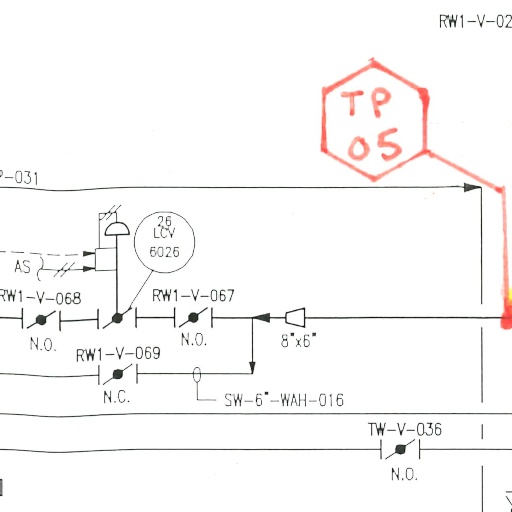 RW1-V-02
TP
05
P-031
26
LCV
6026
AS
RW1-V-068
RW1-V-067
N.O.
N.O.
8"x6"
RW1-V-069
N.C.
SW-6"-WAH-016
TW-V-036
N.O.